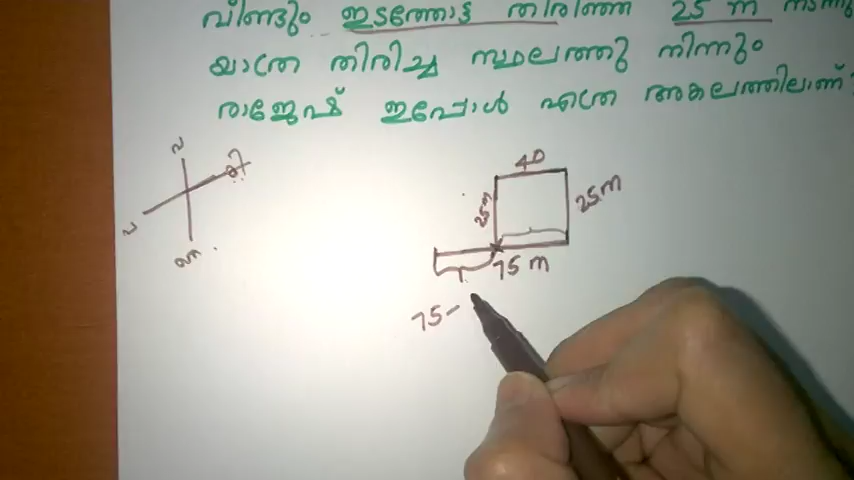 വീണ്ടും ഇടത്തോട്ട് തിരിഞ്ഞ് 25 m നടന്നു
യാത്ര തിരിച്ച സ്ഥലത്തു നിന്നും
രാജേഷ് ഇപ്പോൾ എത്ര അകലത്തിലാണ്?
40
25m
25m
75 m
75-